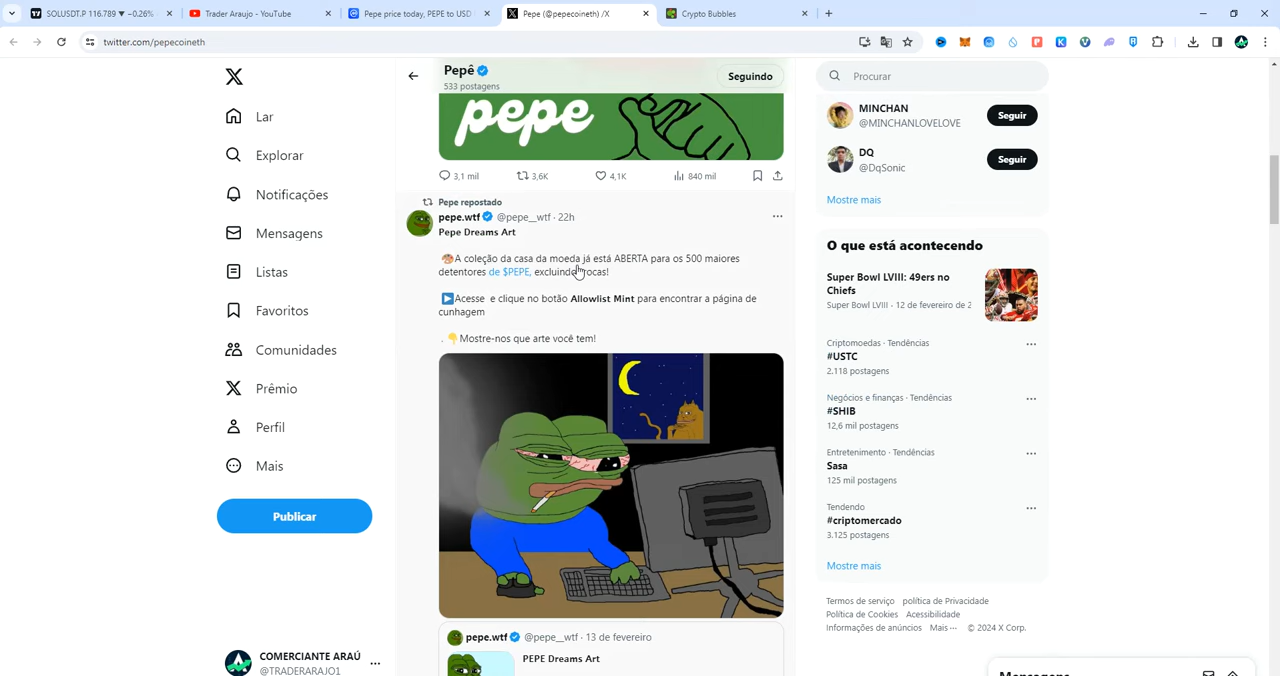 SOLUSDT.P 116.789 ▼ −0.26%
Trader Araujo - YouTube
Pepe price today, PEPE to USD
Pepe (@pepecoineth) / X
Crypto Bubbles
twitter.com/pepecoineth
Lar
Explorar
Notificações
Mensagens
Listas
Favoritos
Comunidades
Prêmio
Perfil
Mais
Publicar
COMERCIANTE ARAÚ
@TRADERARAJO1
Pepê
533 postagens
Seguindo
pepe
3,1 mil 3,6K 4,1K 840 mil
Pepe repostado
pepe.wtf @pepe__wtf · 22h
Pepe Dreams Art
A coleção da casa da moeda já está ABERTA para os 500 maiores
detentores de $PEPE, excluindo rocas!
Acesse e clique no botão Allowlist Mint para encontrar a página de
cunhagem
. 👇Mostre-nos que arte você tem!
pepe.wtf @pepe__wtf · 13 de fevereiro
PEPE Dreams Art
Procurar
MINCHAN
@MINCHANLOVELOVE
Seguir
DQ
@DqSonic
Seguir
Mostre mais
O que está acontecendo
Super Bowl LVIII: 49ers no
Chiefs
Super Bowl LVIII · 12 de fevereiro de 2
Criptomoedas · Tendências
#USTC
2.118 postagens
Negócios e finanças · Tendências
#SHIB
12,6 mil postagens
Entretenimento · Tendências
Sasa
125 mil postagens
Tendendo
#criptomercado
3.125 postagens
Mostre mais
Termos de serviço política de Privacidade
Política de Cookies Acessibilidade
Informações de anúncios Mais ··· © 2024 X Corp.
Mensagens